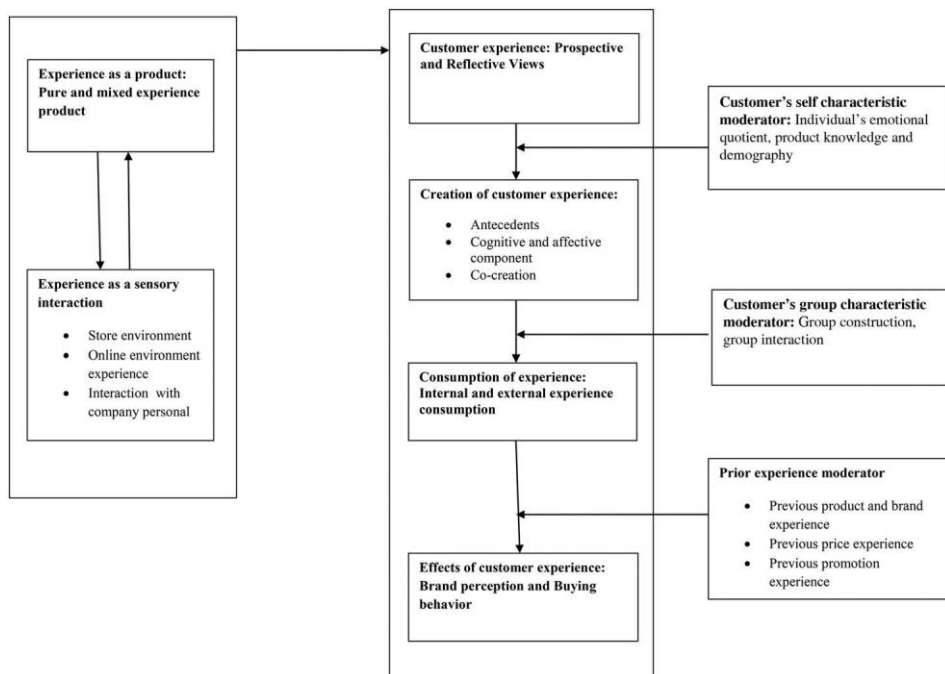 Experience as a product:
Pure and mixed experience
product
Experience as a sensory
interaction
• Store environment
• Online environment
experience
• Interaction with
company personal
Customer experience: Prospective
and Reflective Views
Creation of customer experience:
• Antecedents
• Cognitive and affective
component
• Co-creation
Consumption of experience:
Internal and external experience
consumption
Effects of customer experience:
Brand perception and Buying
behavior
Customer's self characteristic
moderator: Individual's emotional
quotient, product knowledge and
demography
Customer's group characteristic
moderator: Group construction,
group interaction
Prior experience moderator
• Previous product and brand
experience
• Previous price experience
• Previous promotion
experience